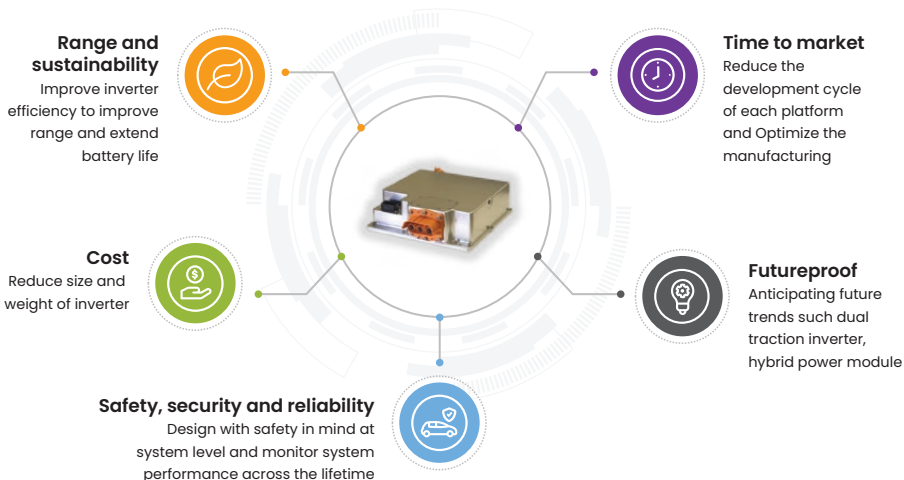 Range and
sustainability
Improve inverter
efficiency to improve
range and extend
battery life
Time to market
Reduce the
development cycle
of each platform
and Optimize the
manufacturing
Cost
Reduce size and
weight of inverter
$
Futureproof
Anticipating future
trends such dual
traction inverter,
hybrid power module
Safety, security and reliability
Design with safety in mind at
system level and monitor system
performance across the lifetime